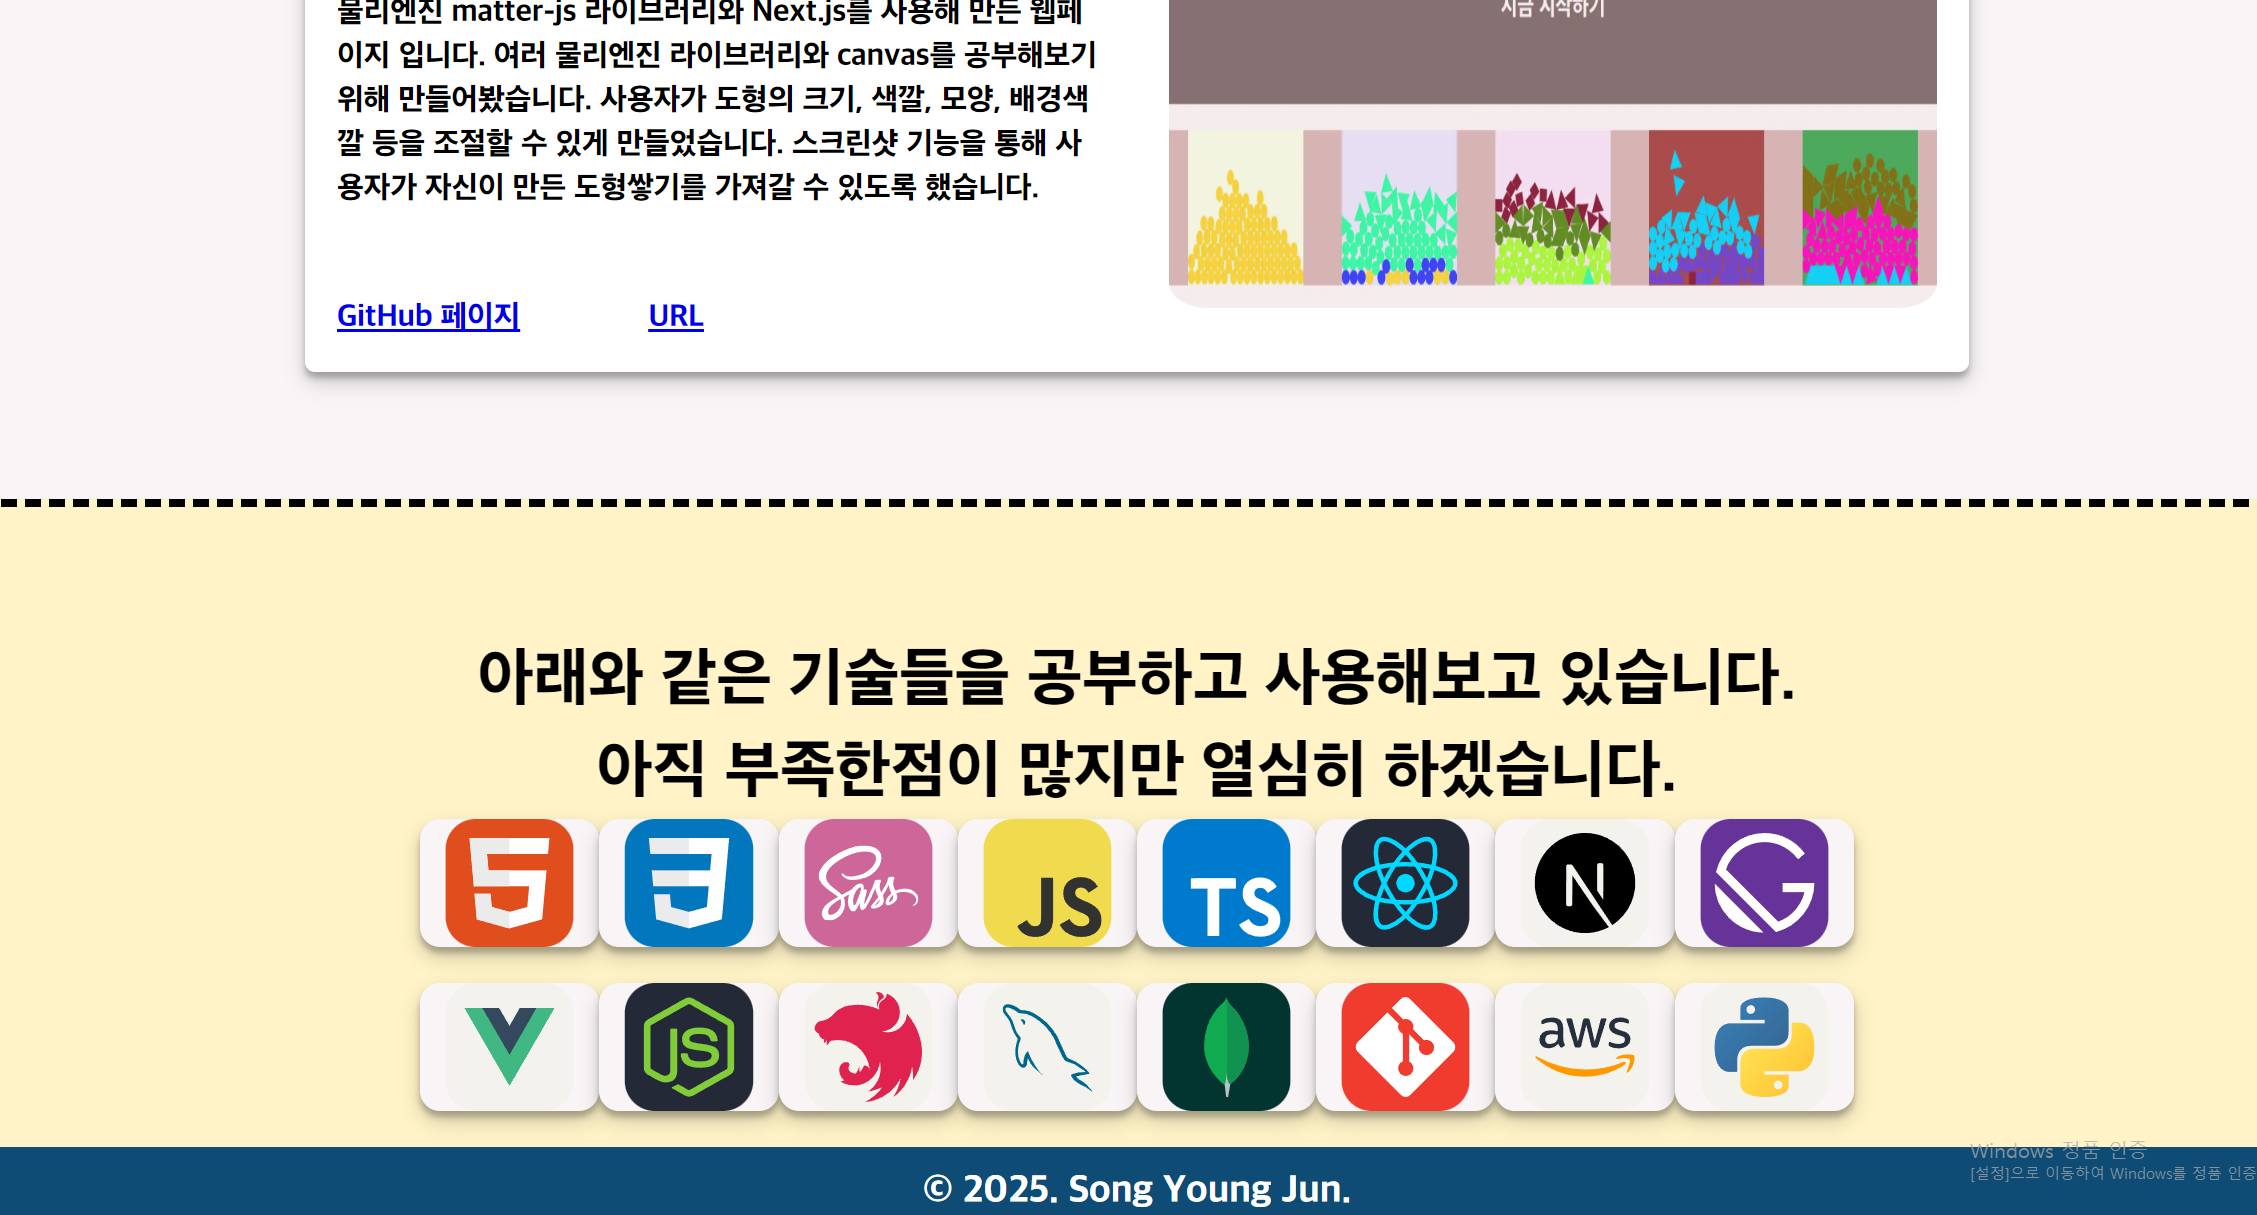 물리엔진 matter-js 라이브러리와 Next.js를 사용해 만든 웹페
이지 입니다. 여러 물리엔진 라이브러리와 canvas를 공부해보기
위해 만들어봤습니다. 사용자가 도형의 크기, 색깔, 모양, 배경색
깔 등을 조절할 수 있게 만들었습니다. 스크린샷 기능을 통해 사
용자가 자신이 만든 도형쌓기를 가져갈 수 있도록 했습니다.
GitHub 페이지
URL
지금 시작하기
아래와 같은 기술들을 공부하고 사용해보고 있습니다.
아직 부족한점이 많지만 열심히 하겠습니다.
Sass
JS
TS
N
G
JS
aws
Windows 정품 인증
[설정]으로 이동하여 Windows를 정품 인증
© 2025. Song Young Jun.